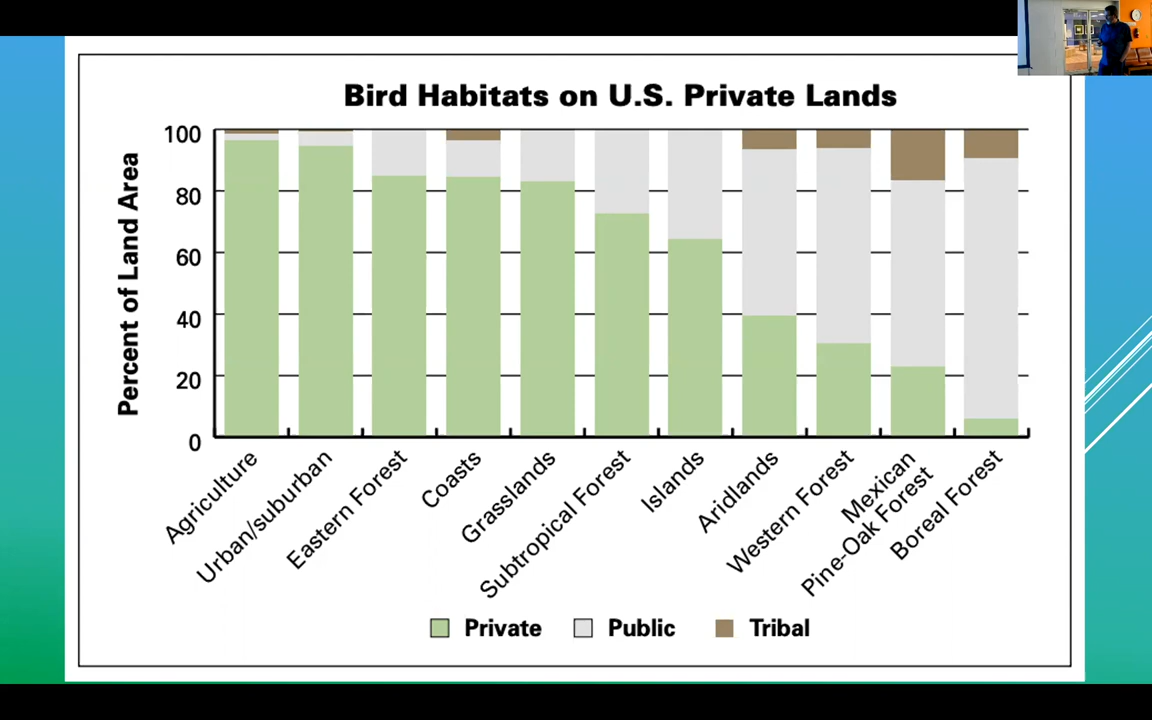 Bird Habitats on U.S. Private Lands
Percent of Land Area
100
80
60
40
20
0
Agriculture
Urban/suburban
Eastern Forest
Coasts
Grasslands
Subtropical Forest
Islands
Aridlands
Western Forest
Mexican
Pine-Oak Forest
Boreal Forest
Private Public Tribal